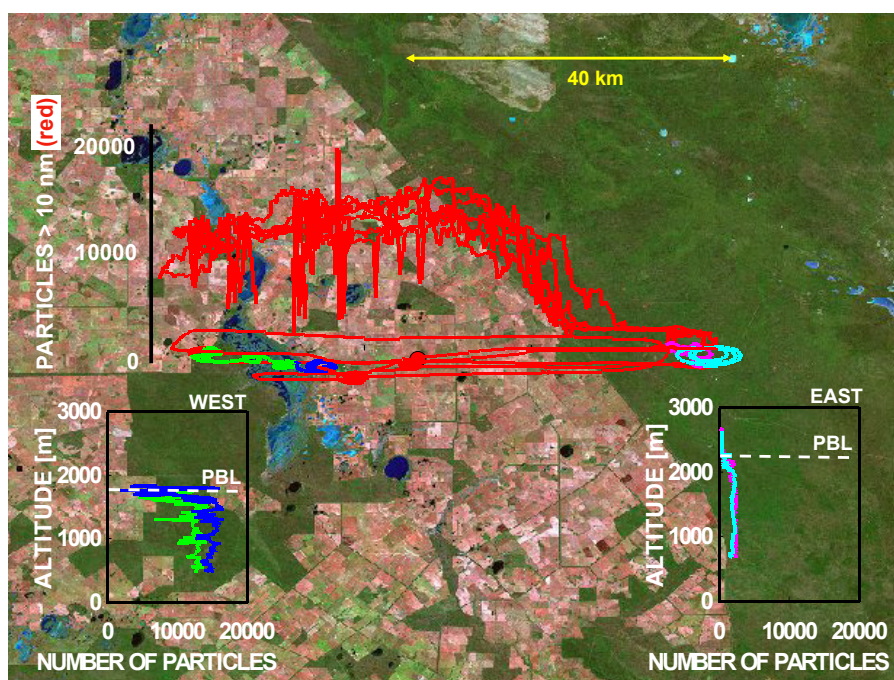 40 km
PARTICLES > 10 nm (red)
20000
10000
0
WEST
3000
2000
1000
0
ALTITUDE [m]
PBL
0 10000 20000
NUMBER OF PARTICLES
EAST
3000
2000
1000
0
ALTITUDE [m]
PBL
0 10000 20000
NUMBER OF PARTICLES